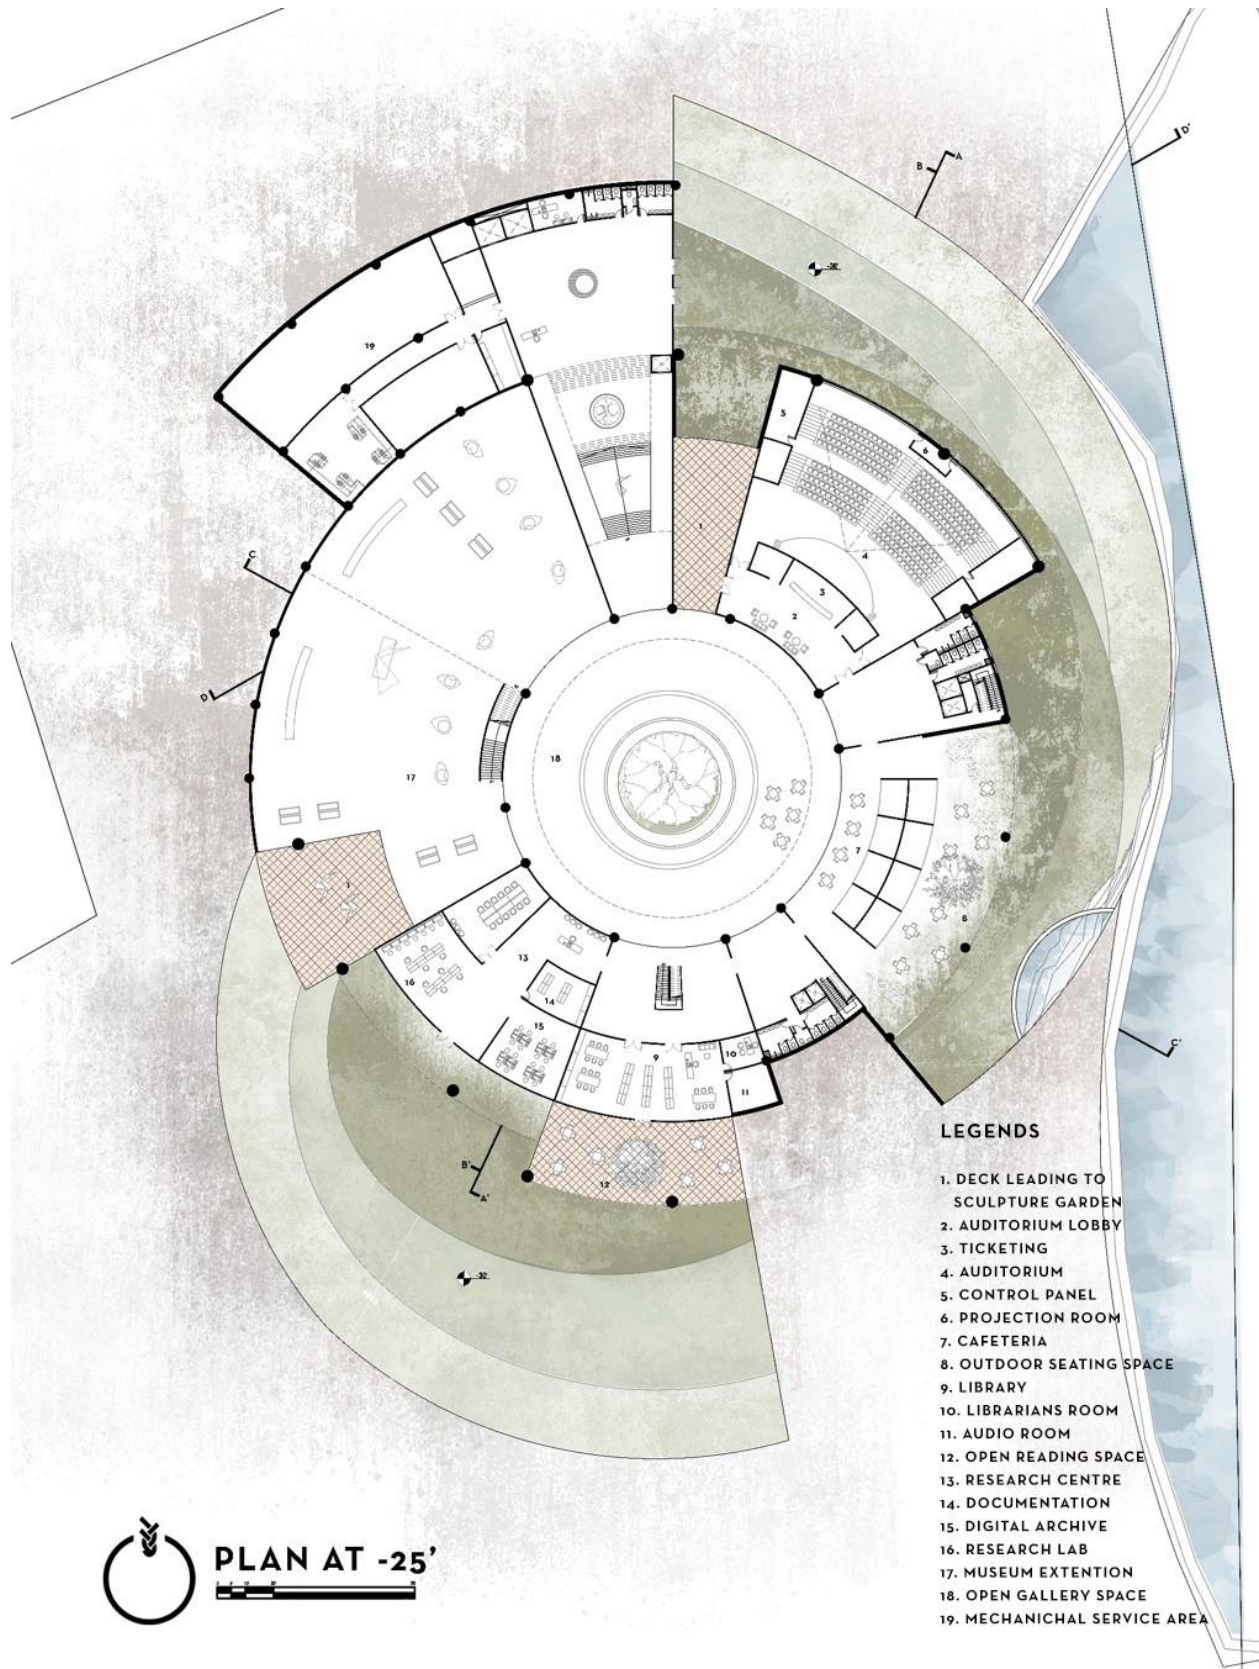 D'
B
A
-28'
19
5
6
1
4
3
2
C
D
18
17
7
1
8
13
16
14
15
9
10
11
C'
B'
A'
12
-30'
LEGENDS
1. DECK LEADING TO
SCULPTURE GARDEN
2. AUDITORIUM LOBBY
3. TICKETING
4. AUDITORIUM
5. CONTROL PANEL
6. PROJECTION ROOM
7. CAFETERIA
8. OUTDOOR SEATING SPACE
9. LIBRARY
10. LIBRARIANS ROOM
11. AUDIO ROOM
12. OPEN READING SPACE
13. RESEARCH CENTRE
14. DOCUMENTATION
15. DIGITAL ARCHIVE
16. RESEARCH LAB
17. MUSEUM EXTENTION
18. OPEN GALLERY SPACE
19. MECHANICHAL SERVICE AREA
PLAN AT -25'